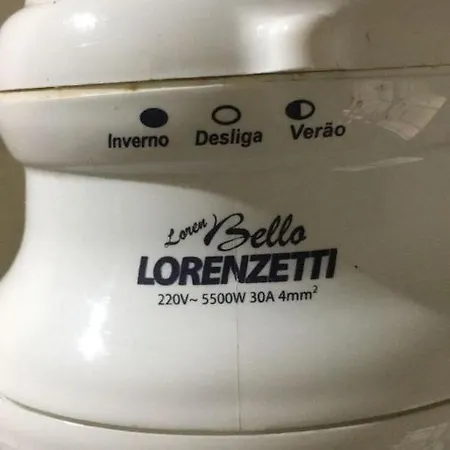 Inverno Desliga Verão
Loren Bello
LORENZETTI
220V~ 5500W 30A 4mm²